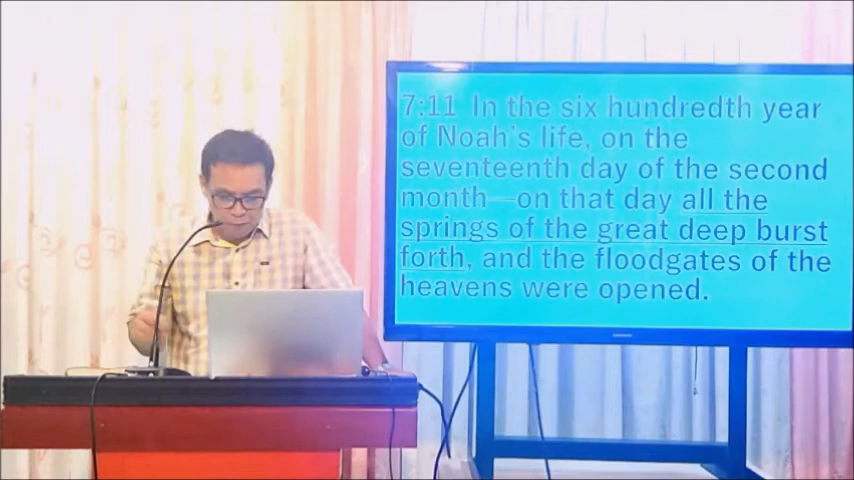 7:11 In the six hundredth year
of Noah's life, on the
seventeenth day of the second
month—on that day all the
springs of the great deep burst
forth, and the floodgates of the
heavens were opened.